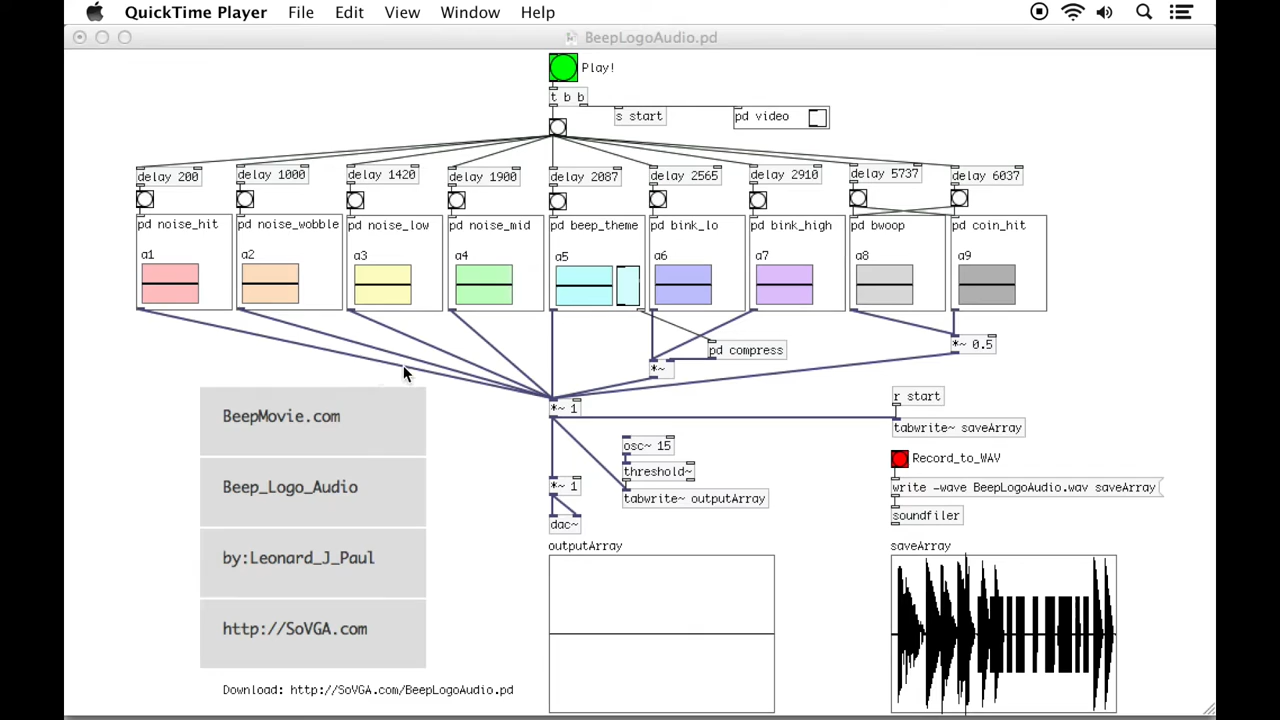 QuickTime Player File Edit View Window Help
BeepLogoAudio.pd
Play!
t b b
s start
pd video
delay 200
delay 1000
delay 1420
delay 1900
delay 2087
delay 2565
delay 2910
delay 5737
delay 6037
pd noise_hit
pd noise_wobble
pd noise_low
pd noise_mid
pd beep_theme
pd bink_lo
pd bink_high
pd bwoop
pd coin_hit
a1
a2
a3
a4
a5
a6
a7
a8
a9
pd compress
*~ 0.5
*~
*~ 1
r start
tabwrite~ saveArray
BeepMovie.com
Beep_Logo_Audio
by:Leonard_J_Paul
http://SoVGA.com
osc~ 15
threshold~
tabwrite~ outputArray
*~ 1
dac~
Record_to_WAV
write -wave BeepLogoAudio.wav saveArray
soundfiler
outputArray
saveArray
Download: http://SoVGA.com/BeepLogoAudio.pd